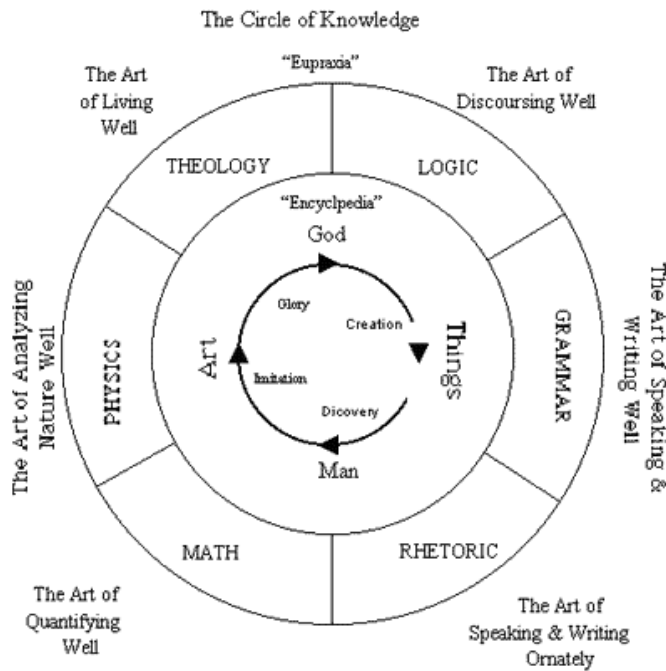 The Circle of Knowledge
“Eupraxia”
The Art
of Living
Well
The Art of
Discoursing Well
THEOLOGY
LOGIC
“Encyclpedia”
God
Glory
Creation
Art
Things
Imitation
Dicovery
Man
PHYSICS
GRAMMAR
The Art of Analyzing
Nature Well
The Art of Speaking &
Writing Well
MATH
RHETORIC
The Art of
Quantifying
Well
The Art of
Speaking & Writing
Ornately